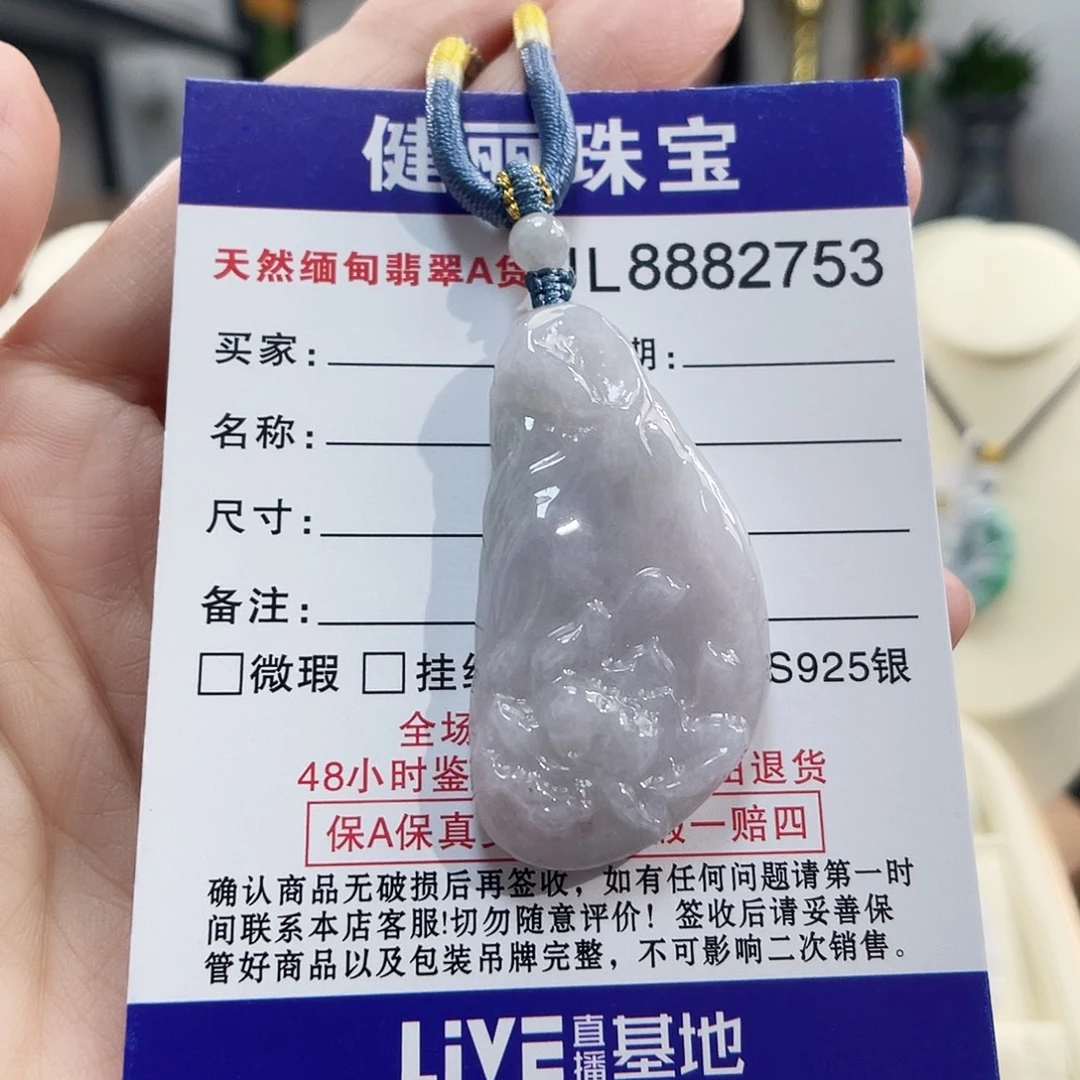 健丽珠宝
天然缅甸翡翠A货 JL8882753
买家: 期:
名称:
尺寸:
备注:
□微瑕 □挂 S925银
全场
48小时鉴 退货
保A保真 一赔四
确认商品无破损后再签收，如有任何问题请第一时
间联系本店客服!切勿随意评价！签收后请妥善保
管好商品以及包装吊牌完整，不可影响二次销售。
LiVE直播基地